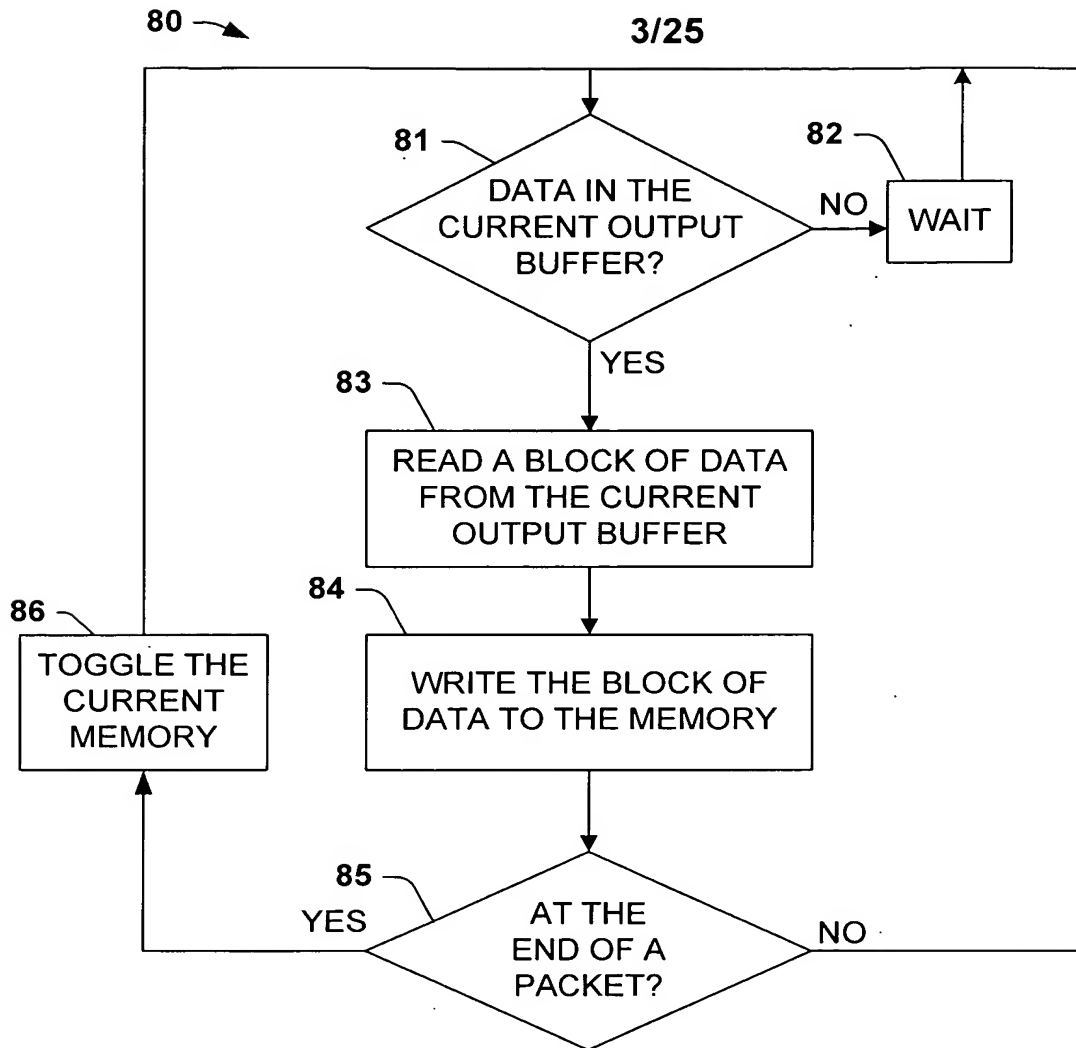 80
3/25
81
DATA IN THE
CURRENT OUTPUT
BUFFER?
NO
82
WAIT
YES
83
READ A BLOCK OF DATA
FROM THE CURRENT
OUTPUT BUFFER
84
WRITE THE BLOCK OF
DATA TO THE MEMORY
86
TOGGLE THE
CURRENT
MEMORY
85
YES
AT THE
END OF A
PACKET?
NO